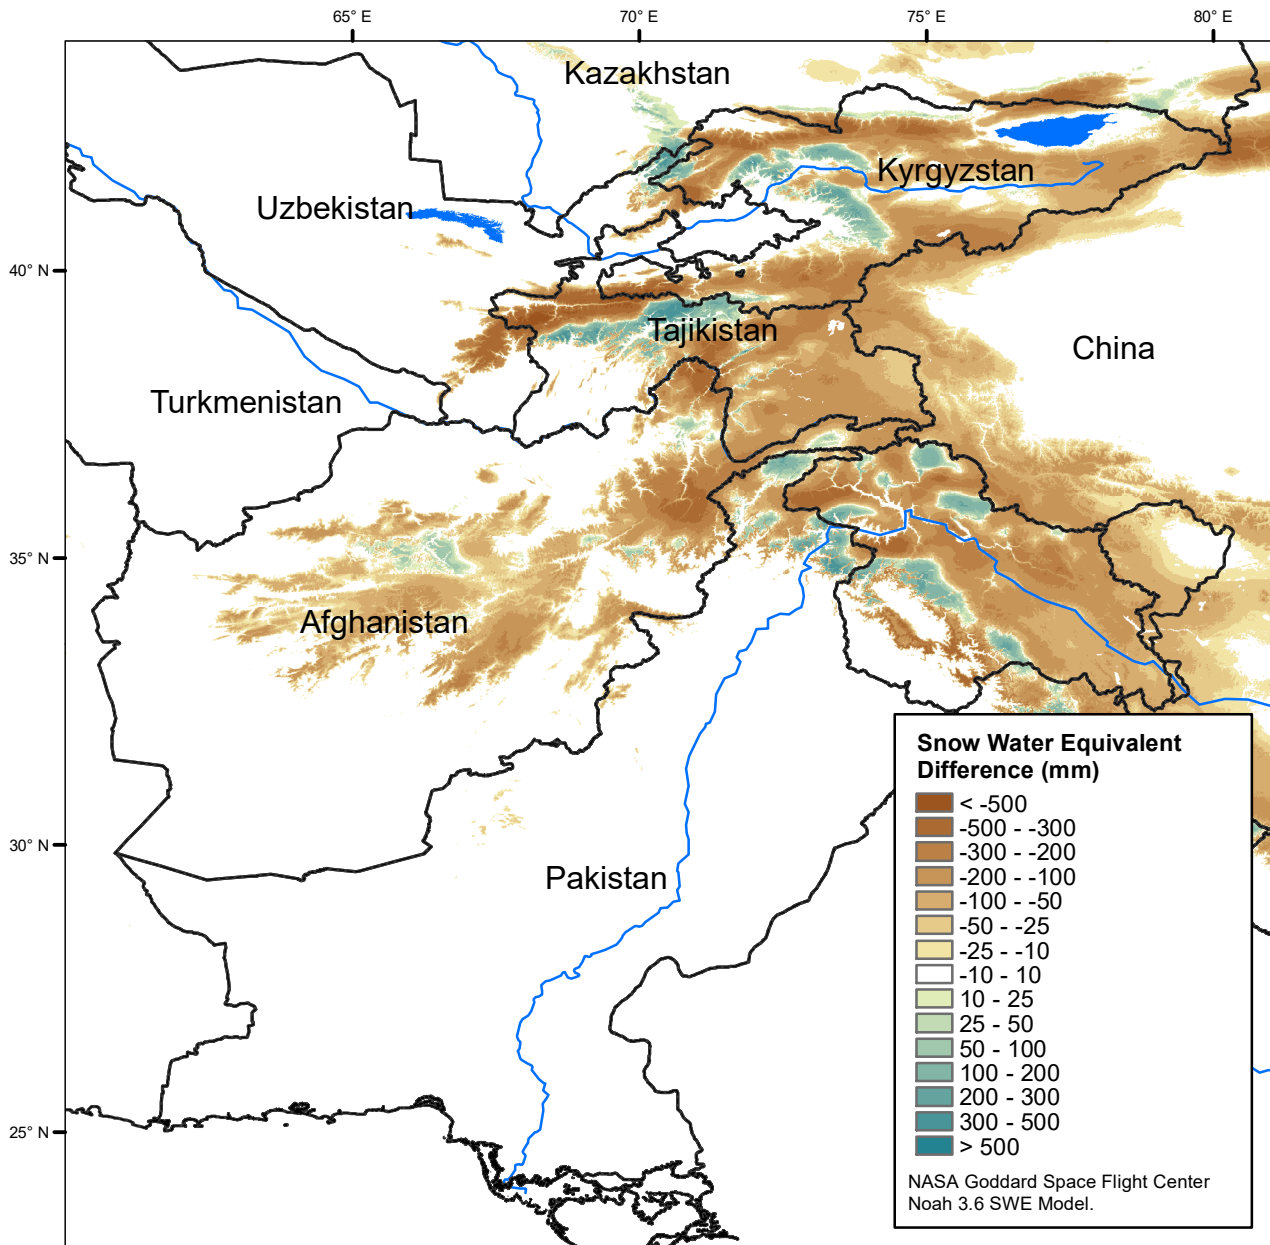 65° E
70° E
75° E
80° E
Kazakhstan
Kyrgyzstan
Uzbekistan
40° N
Tajikistan
China
Turkmenistan
35° N
Afghanistan
Snow Water Equivalent
Difference (mm)
< -500
-500 - -300
-300 - -200
-200 - -100
-100 - -50
-50 - -25
-25 - -10
-10 - 10
10 - 25
25 - 50
50 - 100
100 - 200
200 - 300
300 - 500
> 500
30° N
Pakistan
25° N
NASA Goddard Space Flight Center
Noah 3.6 SWE Model.